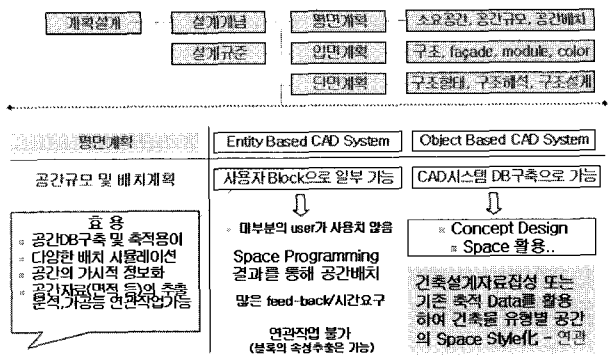 계획설계
설계개념
평면계획
소요공간, 공간규모, 공간배치
설계규준
입면계획
구조, façade, module, color
단면계획
구조형태, 구조해석, 구조설계
평면계획
Entity Based CAD System
Object Based CAD System
공간규모 및 배치계획
사용자 Block으로 일부 가능
CAD시스템 DB구축으로 가능
효용
공간DB구축 및 축적용이
다양한 배치 시뮬레이션
공간의 가시적 정보화
공간자료(면적 등)의 추출
분석,가공등 연관작업가능
대부분의 user가 사용치 않음
Space Programming
결과를 통해 공간배치
많은 feed-back/시간요구
연관작업 불가
(블록의 속성추출은 가능)
Concept Design
Space 활용..
건축설계자료집성 또는
기존 축적 Data를 활용
하여 건축물 유형별 공간
의 Space Style化 - 연관